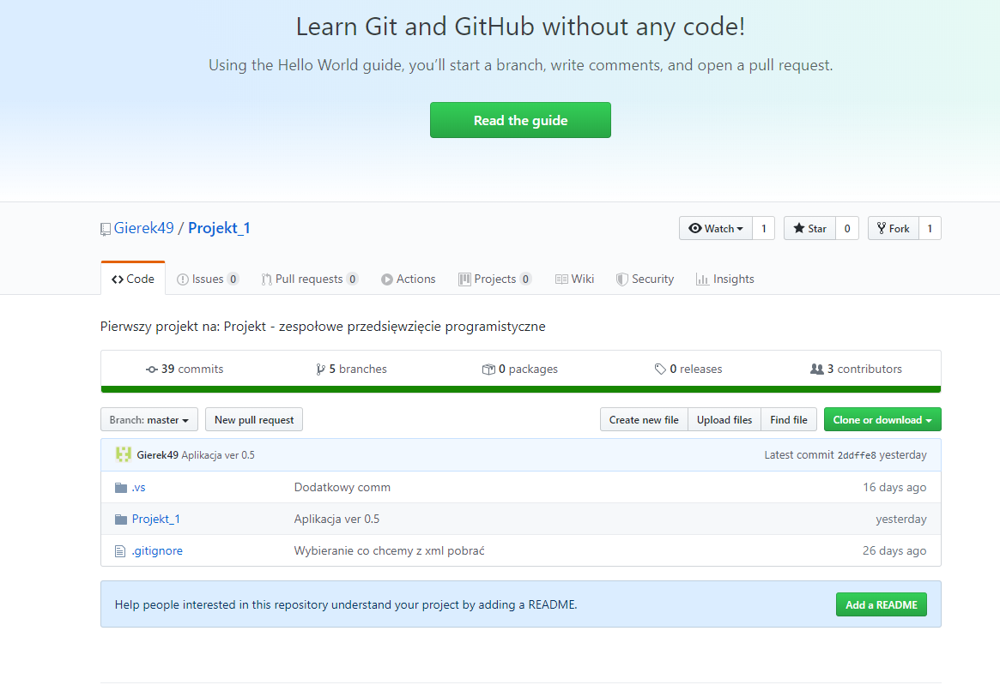 Learn Git and GitHub without any code!
Using the Hello World guide, you’ll start a branch, write comments, and open a pull request.
Read the guide
Gierek49 / Projekt_1 Watch 1 Star 0 Fork 1
Code Issues 0 Pull requests 0 Actions Projects 0 Wiki Security Insights
Pierwszy projekt na: Projekt - zespołowe przedsięwzięcie programistyczne
39 commits 5 branches 0 packages 0 releases 3 contributors
Branch: master New pull request Create new file Upload files Find file Clone or download
Gierek49 Aplikacja ver 0.5 Latest commit 2ddffe8 yesterday
.vs Dodatkowy comm 16 days ago
Projekt_1 Aplikacja ver 0.5 yesterday
.gitignore Wybieranie co chcemy z xml pobrać 26 days ago
Help people interested in this repository understand your project by adding a README. Add a README